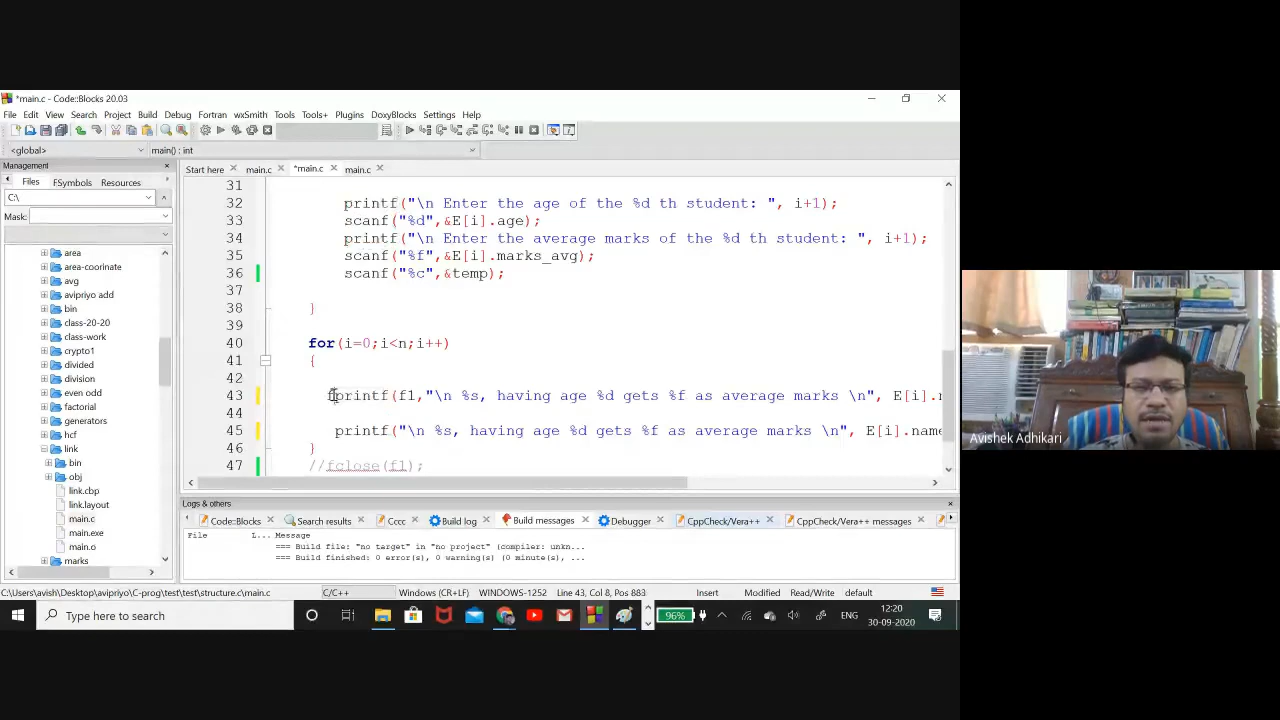 *main.c - Code::Blocks 20.03
File Edit View Search Project Build Debug Fortran wxSmith Tools Tools+ Plugins DoxyBlocks Settings Help
<global> main() : int
Management
Start here main.c *main.c main.c
Files FSymbols Resources
C:\
Mask:
area
area-coorinate
avg
avipriyo add
bin
class-20-20
class-work
crypto1
divided
division
even odd
factorial
generators
hcf
link
bin
obj
link.cbp
link.layout
main.c
main.exe
main.o
marks
31
32 printf("\n Enter the age of the %d th student: ", i+1);
33 scanf("%d",&E[i].age);
34 printf("\n Enter the average marks of the %d th student: ", i+1);
35 scanf("%f",&E[i].marks_avg);
36 scanf("%c",&temp);
37
38 }
39
40 for(i=0;i<n;i++)
41 {
42
43 fprintf(f1,"\n %s, having age %d gets %f as average marks \n", E[i].n
44
45 printf("\n %s, having age %d gets %f as average marks \n", E[i].name
46 }
47 //fclose(f1);
Logs & others
Code::Blocks Search results Cccc Build log Build messages Debugger CppCheck/Vera++ CppCheck/Vera++ messages
File L... Message
=== Build file: "no target" in "no project" (compiler: unkn...
=== Build finished: 0 error(s), 0 warning(s) (0 minute(s), ...
C:\Users\avish\Desktop\avipriyo\C-prog\test\test\structure.c\main.c C/C++ Windows (CR+LF) WINDOWS-1252 Line 43, Col 8, Pos 883 Insert Modified Read/Write default
Type here to search
96%
ENG
12:20
30-09-2020
Avishek Adhikari